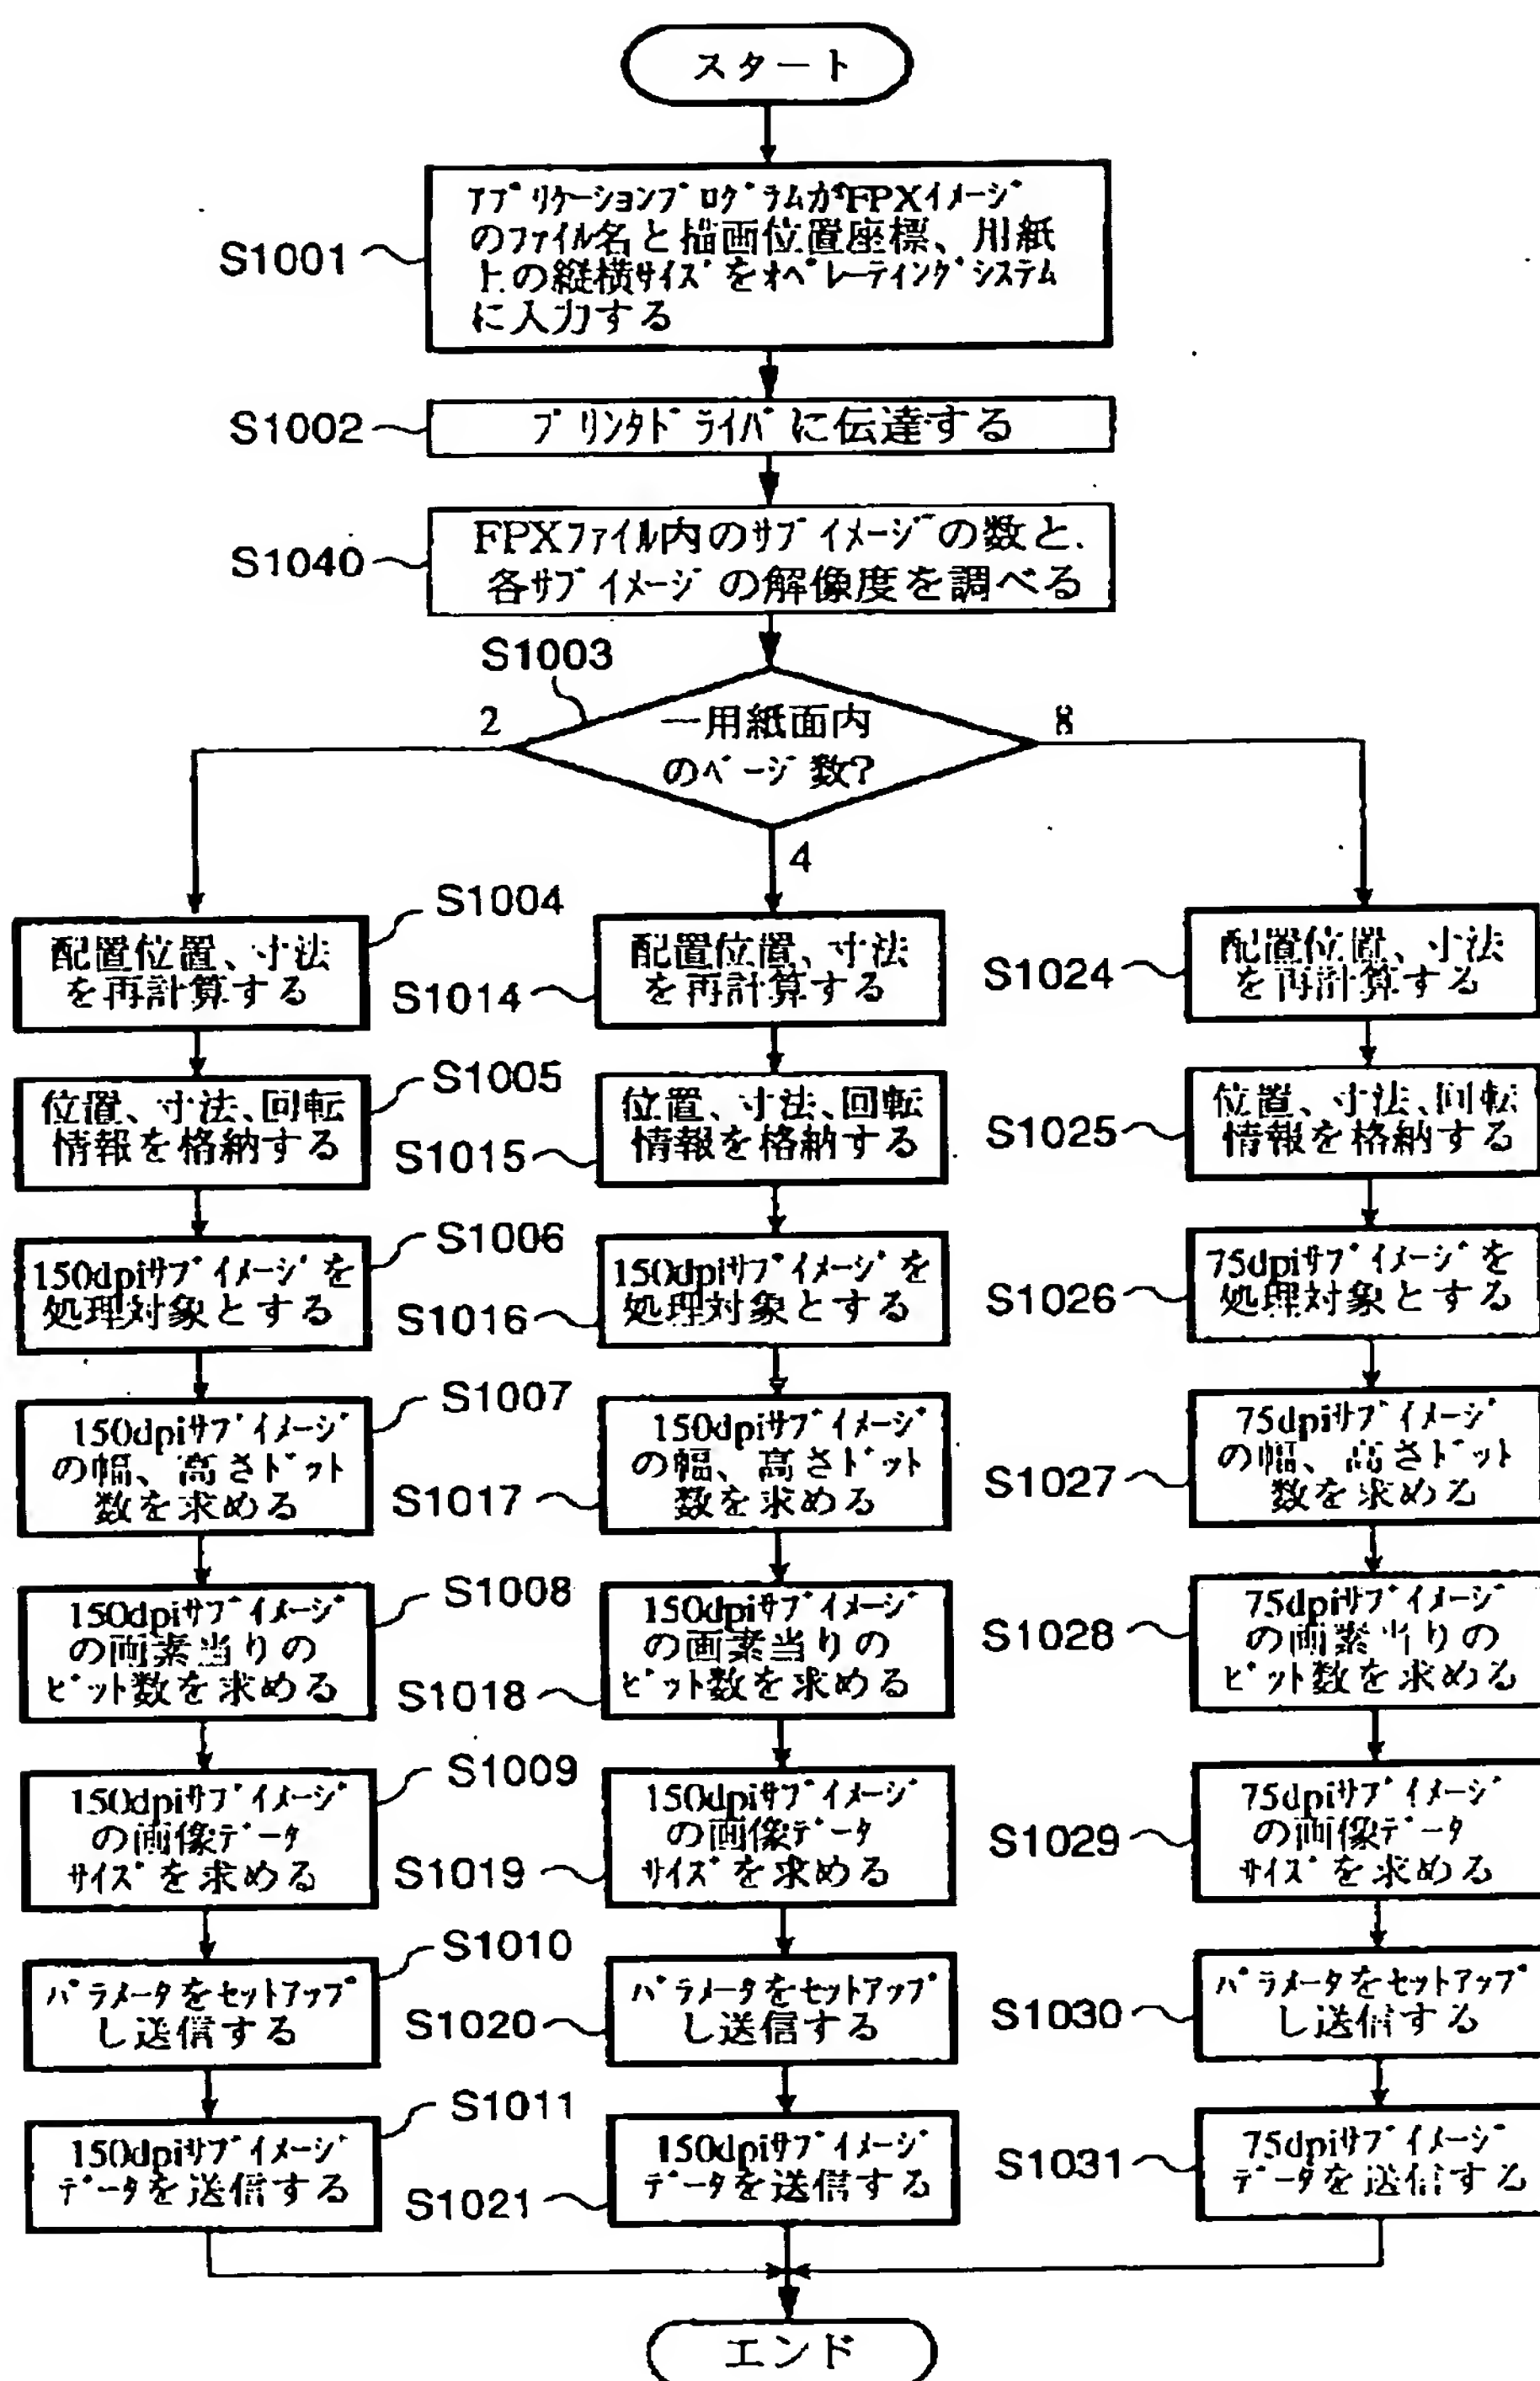 スタート
アプリケーションプログラムがFPXイメージ
のファイル名と描画位置座標、用紙
上の縦横サイズをオペレーティングシステム
に入力する
S1001
プリンタドライバに伝達する
S1002
FPXファイル内のサブイメージの数と、
各サブイメージの解像度を調べる
S1040
S1003
一用紙面内
のページ数?
2
4
8
配置位置、寸法
を再計算する
S1004
位置、寸法、回転
情報を格納する
S1005
150dpiサブイメージを
処理対象とする
S1006
150dpiサブイメージ
の幅、高さドット
数を求める
S1007
150dpiサブイメージ
の画素当りの
ビット数を求める
S1008
150dpiサブイメージ
の画像データ
サイズを求める
S1009
パラメータをセットアップ
し送信する
S1010
150dpiサブイメージ
データを送信する
S1011
配置位置、寸法
を再計算する
S1014
位置、寸法、回転
情報を格納する
S1015
150dpiサブイメージを
処理対象とする
S1016
150dpiサブイメージ
の幅、高さドット
数を求める
S1017
150dpiサブイメージ
の画素当りの
ビット数を求める
S1018
150dpiサブイメージ
の画像データ
サイズを求める
S1019
パラメータをセットアップ
し送信する
S1020
150dpiサブイメージ
データを送信する
S1021
配置位置、寸法
を再計算する
S1024
位置、寸法、回転
情報を格納する
S1025
75dpiサブイメージを
処理対象とする
S1026
75dpiサブイメージ
の幅、高さドット
数を求める
S1027
75dpiサブイメージ
の画素当りの
ビット数を求める
S1028
75dpiサブイメージ
の画像データ
サイズを求める
S1029
パラメータをセットアップ
し送信する
S1030
75dpiサブイメージ
データを送信する
S1031
エンド